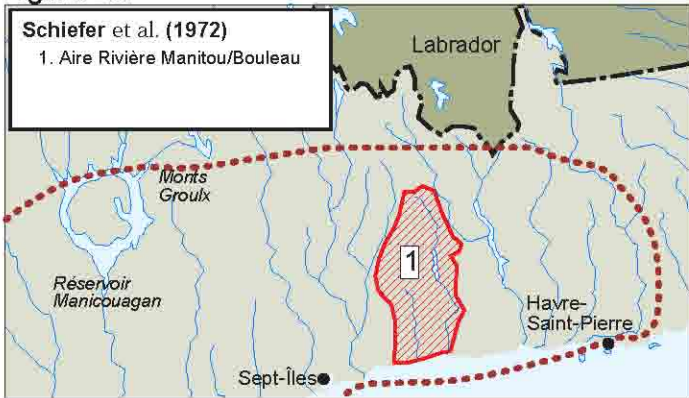 Schiefer et al. (1972)
1. Aire Rivière Manitou/Bouleau
Labrador
Monts
Groulx
1
Réservoir
Manicouagan
Havre-
Saint-Pierre
Sept-Îles